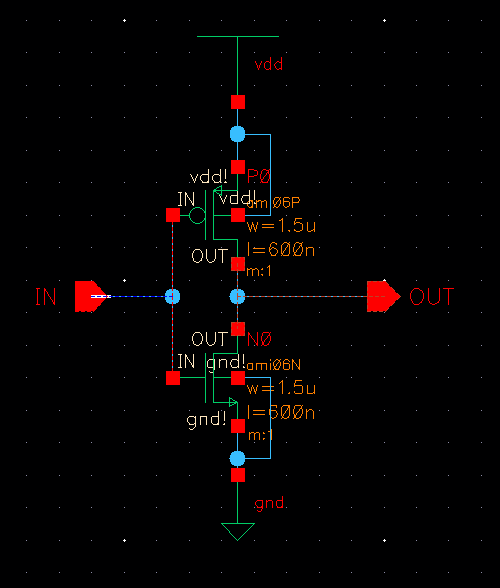 vdd
vdd! P0
IN vdd! ami06P
w=1.5u
OUT l=600n
m:1
IN OUT
OUT N0
IN gnd! ami06N
w=1.5u
gnd! l=600n
m:1
gnd